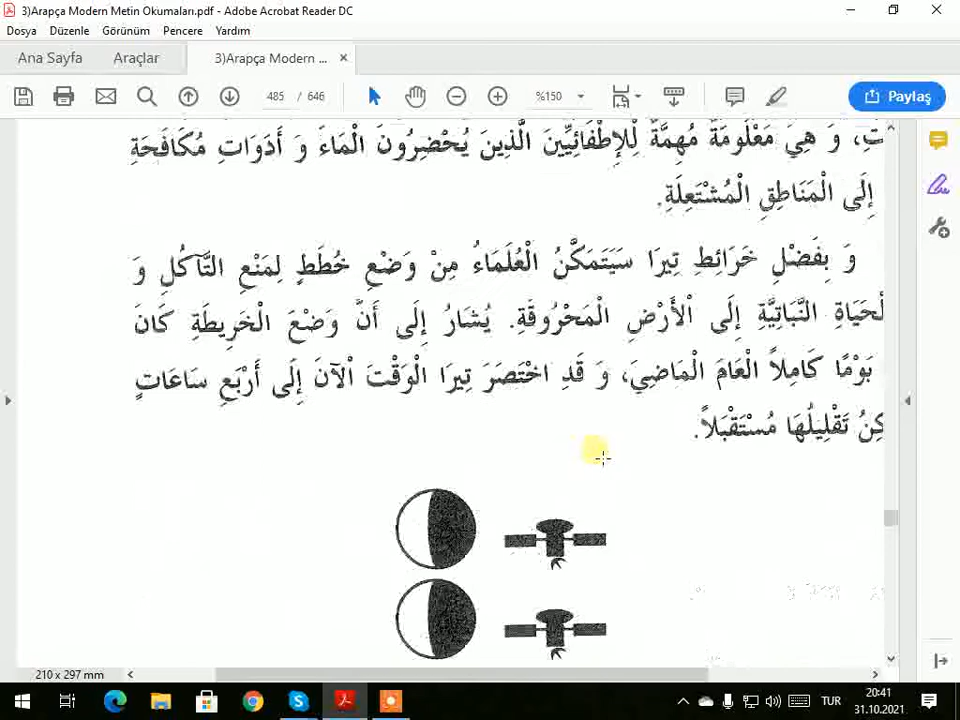 3)Arapça Modern Metin Okumaları.pdf - Adobe Acrobat Reader DC
Dosya Düzenle Görünüm Pencere Yardım
Ana Sayfa Araçlar 3)Arapça Modern ... ×
485 / 646 %150 Paylaş
وَ هِيَ مَعْلُومَةٌ مُهِمَّةٌ لِلْإِطْفَائِيِّينَ الَّذِينَ يُحْضِرُونَ الْمَاءَ وَ أَدَوَاتِ مُكَافَحَةِ
إِلَى الْمَنَاطِقِ الْمُشْتَعِلَةِ.
وَ بِفَضْلِ خَرَائِطِ تِيرَا سَيَتَمَكَّنُ الْعُلَمَاءُ مِنْ وَضْعِ خُطَطٍ لِمَنْعِ التَّآكُلِ وَ
لْحَيَاةِ النَّبَاتِيَّةِ إِلَى الْأَرْضِ الْمَحْرُوقَةِ. يُشَارُ إِلَى أَنَّ وَضْعَ الْخَرِيطَةِ كَانَ
يَوْمًا كَامِلاً الْعَامَ الْمَاضِيَ، وَ قَدِ اخْتَصَرَ تِيرَا الْوَقْتَ الْآنَ إِلَى أَرْبَعِ سَاعَاتٍ
كِنُ تَقْلِيلُهَا مُسْتَقْبَلاً.
210 x 297 mm
TUR 20:41
31.10.2021